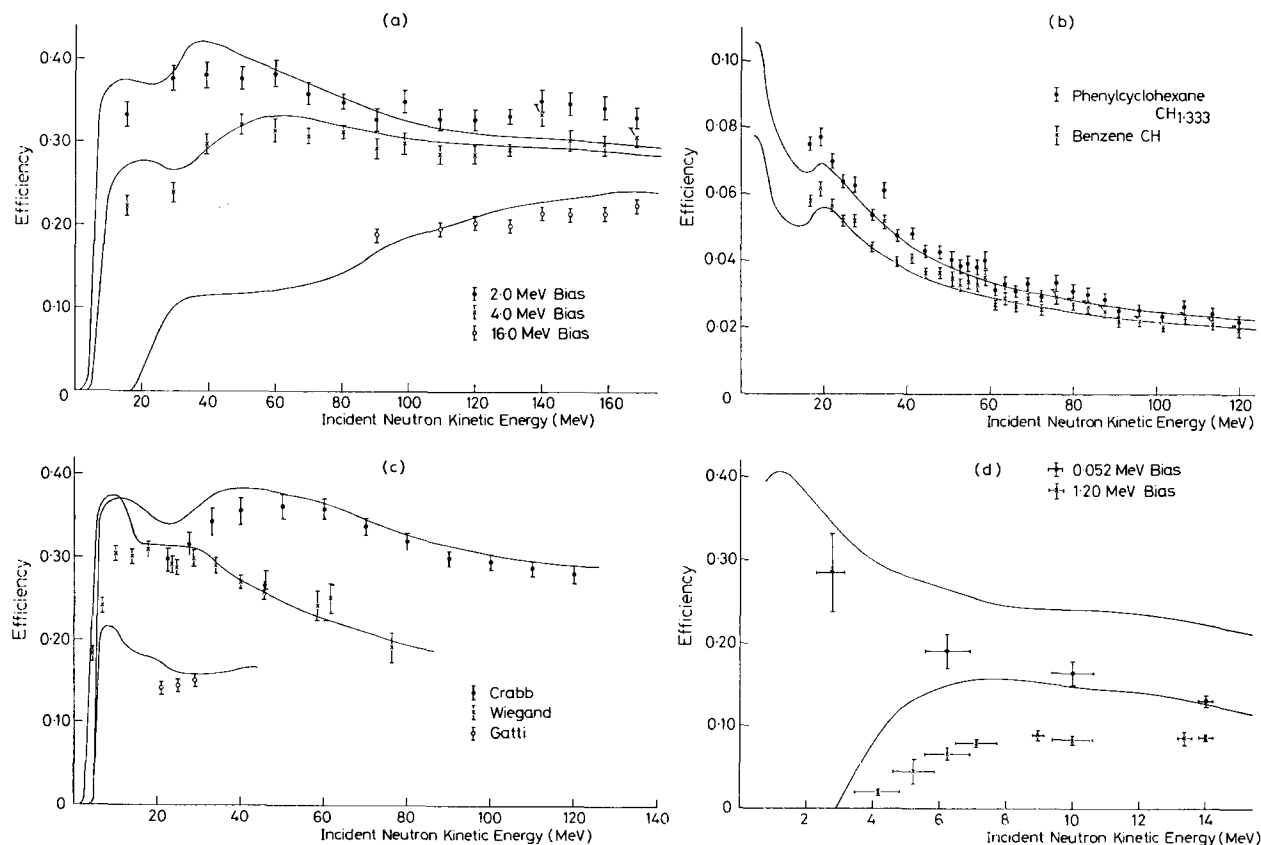 (a)
Efficiency
0·40
0·30
0·20
0·10
0
20 40 60 80 100 120 140 160
Incident Neutron Kinetic Energy (MeV)
2·0 MeV Bias
4·0 MeV Bias
16·0 MeV Bias
(b)
Efficiency
0·10
0·08
0·06
0·04
0·02
0
20 40 60 80 100 120
Incident Neutron Kinetic Energy (MeV)
Phenylcyclohexane
CH1·333
Benzene CH
(c)
Efficiency
0·40
0·30
0·20
0·10
0
20 40 60 80 100 120 140
Incident Neutron Kinetic Energy (MeV)
Crabb
Wiegand
Gatti
(d)
Efficiency
0·40
0·30
0·20
0·10
0
2 4 6 8 10 12 14
Incident Neutron Kinetic Energy (MeV)
0·052 MeV Bias
1·20 MeV Bias